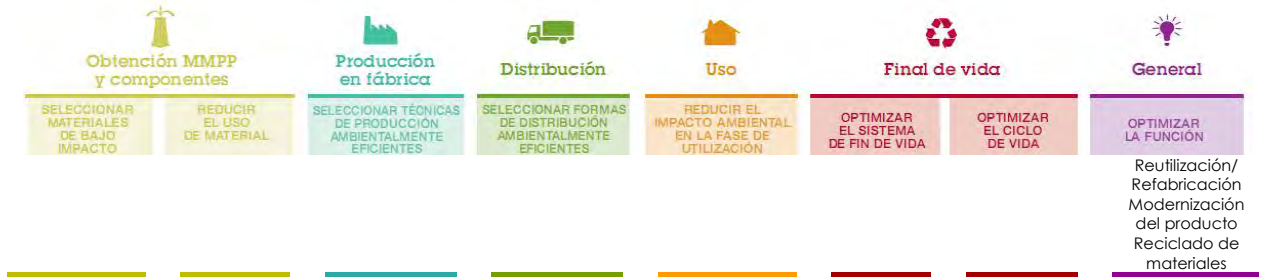 Obtención MMPP
y componentes
Producción
en fábrica
Distribución
Uso
Final de vida
General
SELECCIONAR
MATERIALES
DE BAJO
IMPACTO
REDUCIR
EL USO
DE MATERIAL
SELECCIONAR TÉCNICAS
DE PRODUCCIÓN
AMBIENTALMENTE
EFICIENTES
SELECCIONAR FORMAS
DE DISTRIBUCIÓN
AMBIENTALMENTE
EFICIENTES
REDUCIR EL
IMPACTO AMBIENTAL
EN LA FASE DE
UTILIZACIÓN
OPTIMIZAR
EL SISTEMA
DE FIN DE VIDA
OPTIMIZAR
EL CICLO
DE VIDA
OPTIMIZAR
LA FUNCIÓN
Reutilización/
Refabricación
Modernización
del producto
Reciclado de
materiales